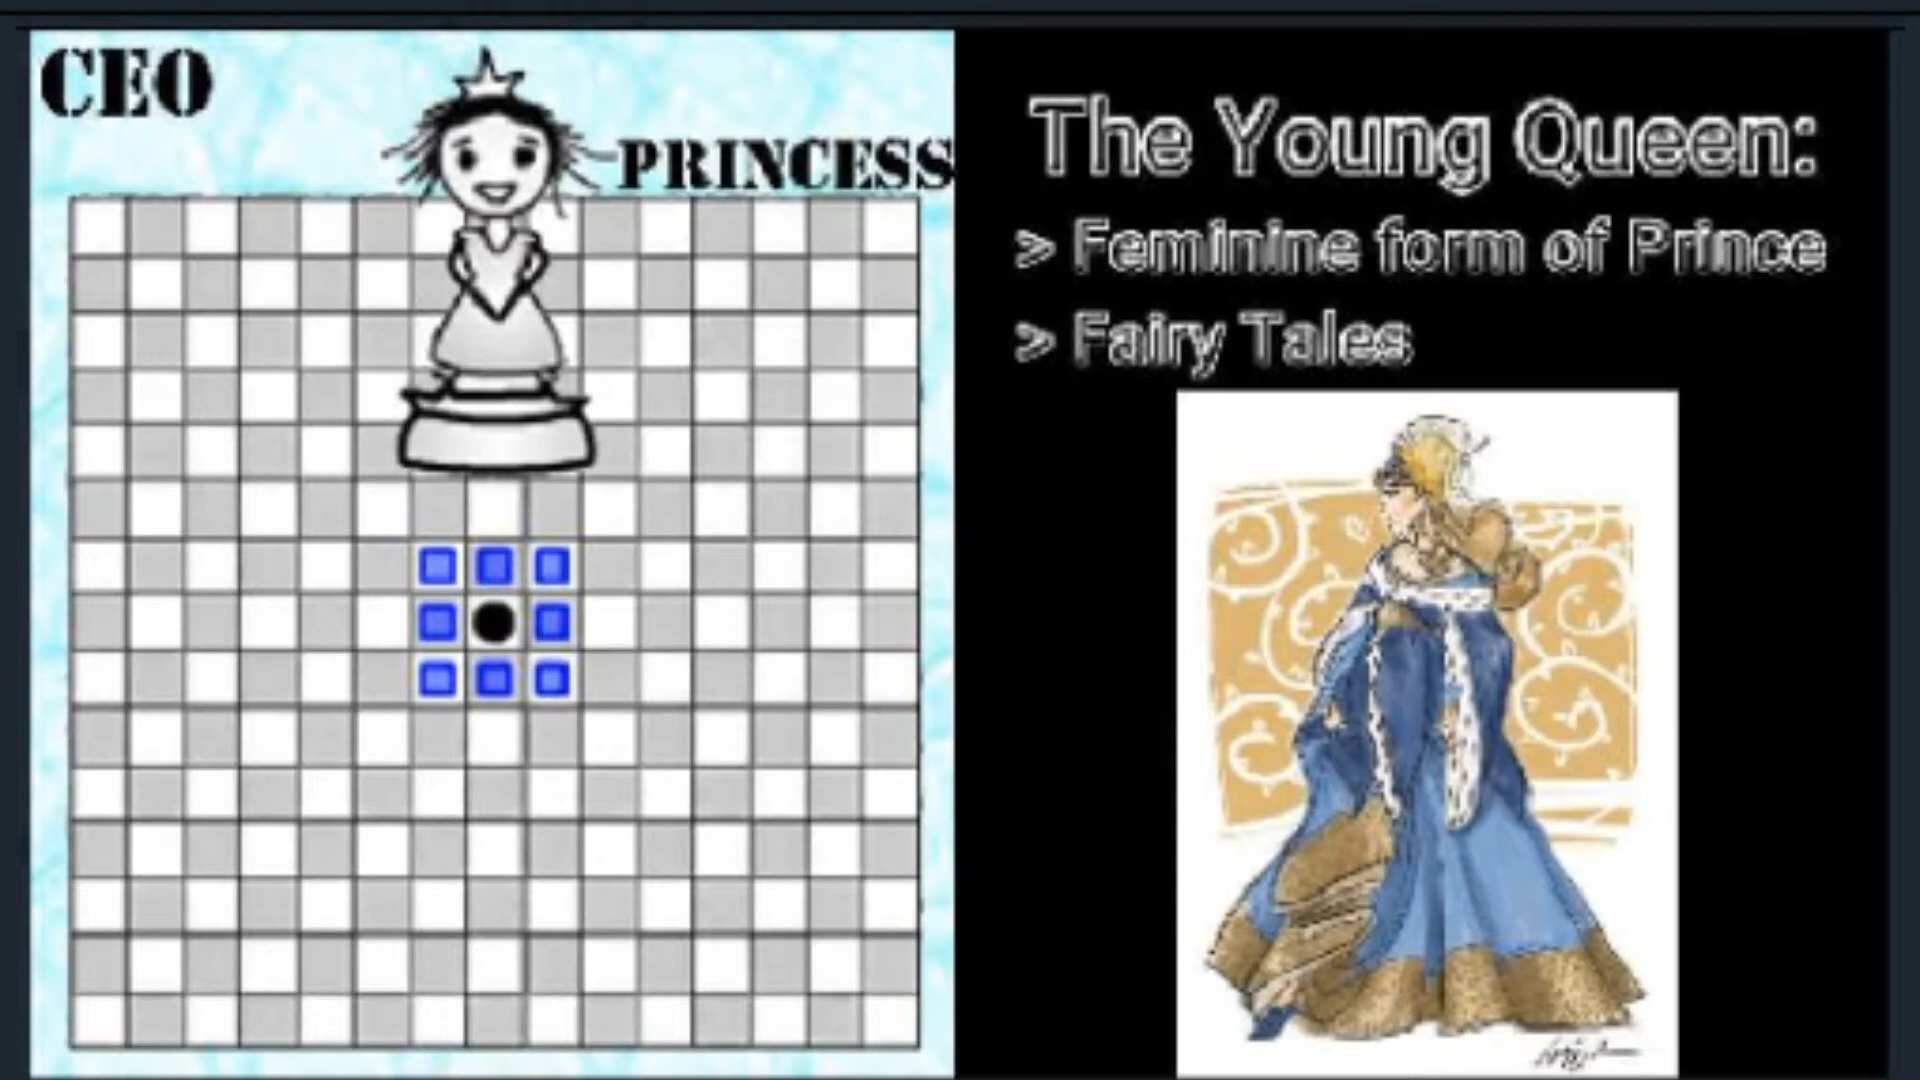 CEO
PRINCESS
The Young Queen:
> Feminine form of Prince
> Fairy Tales